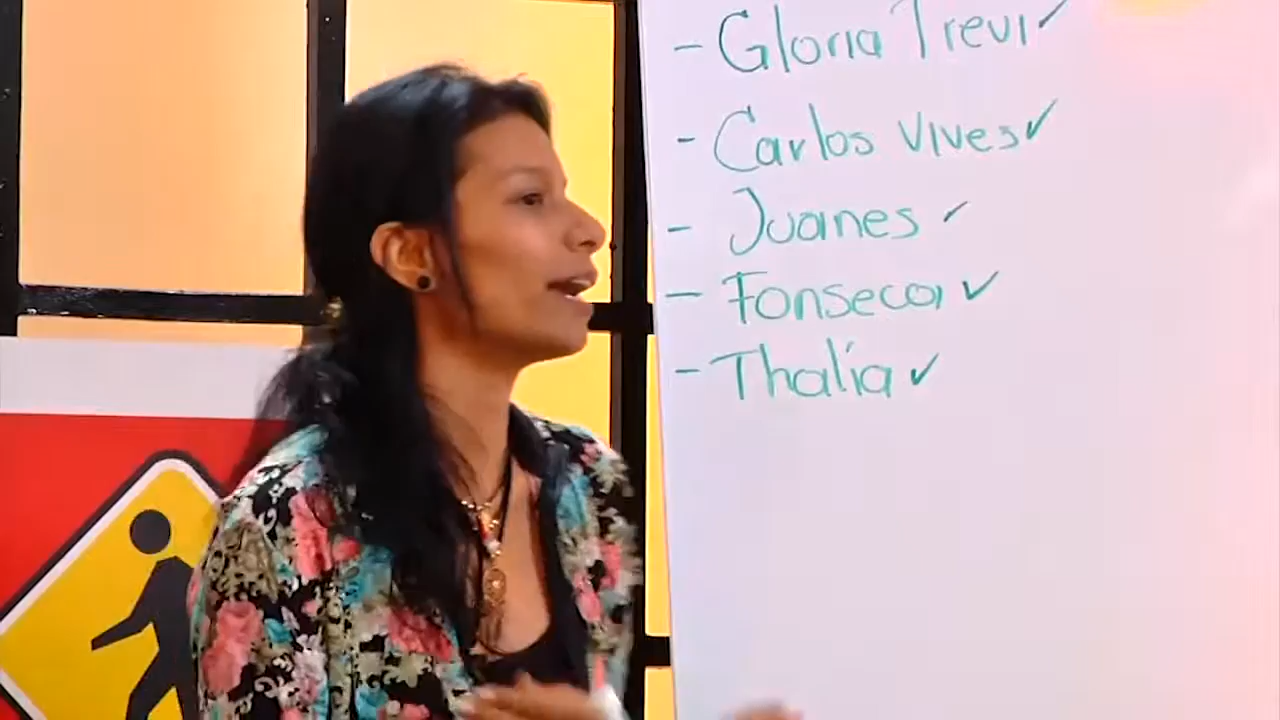 - Gloria Trevi ✓
- Carlos Vives ✓
- Juanes ✓
- Fonseca ✓
- Thalía ✓